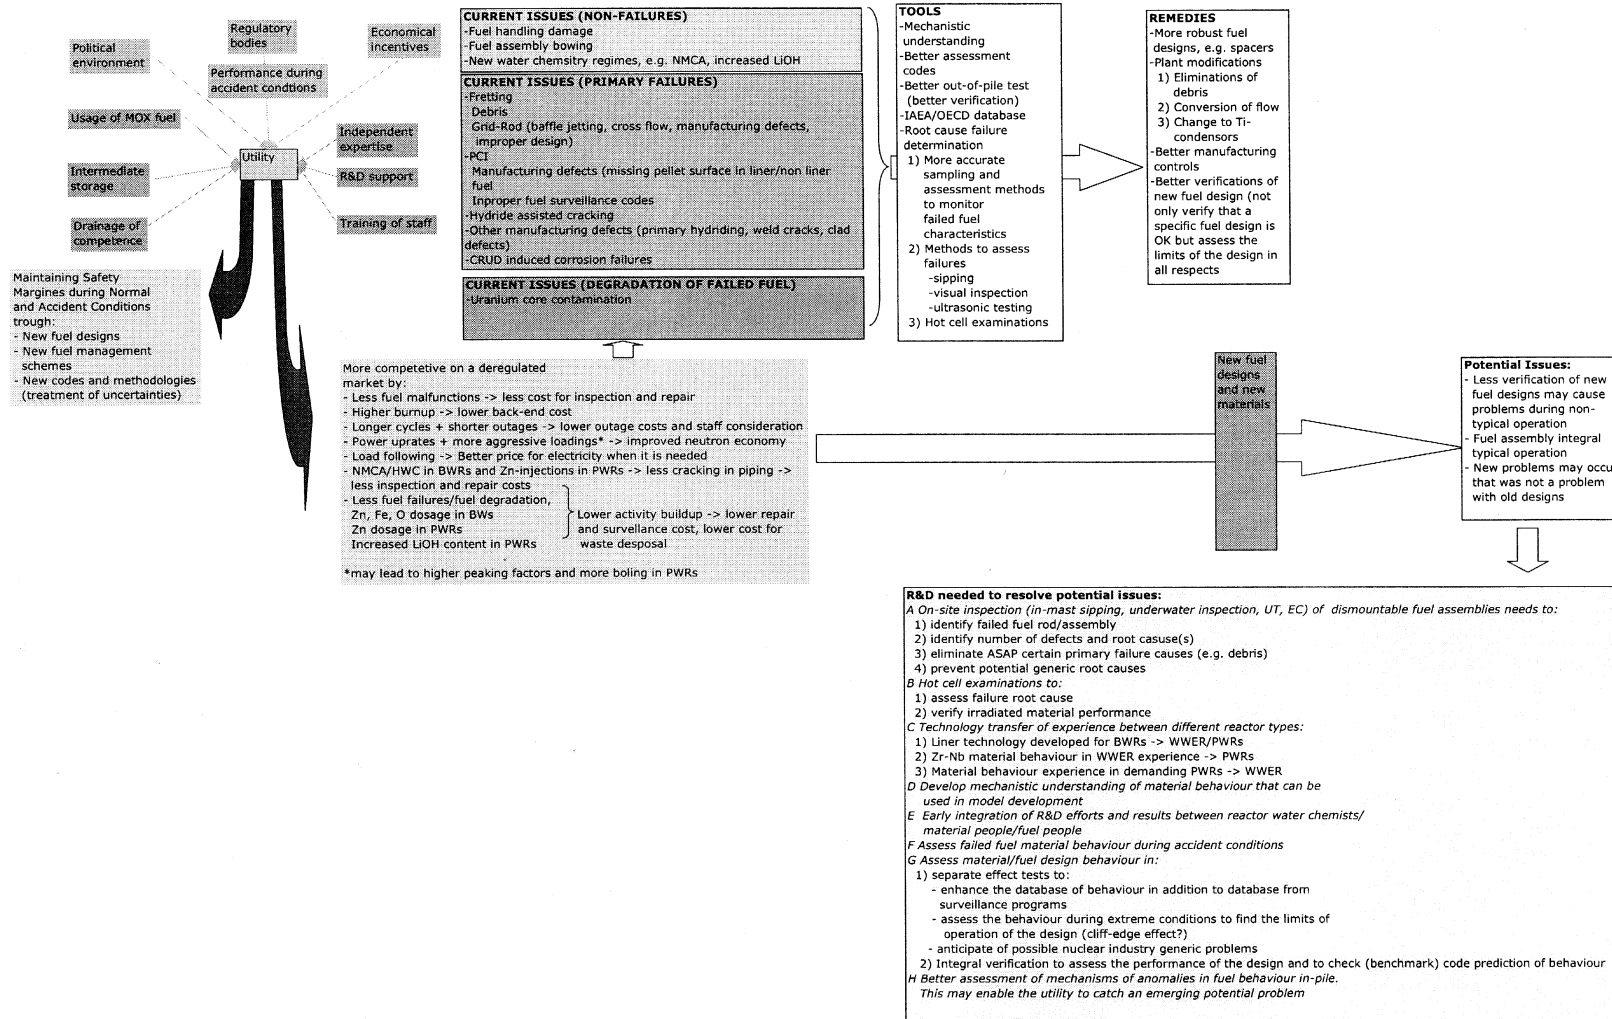 Political
environment
Regulatory
bodies
Economical
incentives
Performance during
accident condtions
Usage of MOX fuel
Utility
Independent
expertise
Intermediate
storage
R&D support
Drainage of
competence
Training of staff
Maintaining Safety
Margines during Normal
and Accident Conditions
trough:
- New fuel designs
- New fuel management
schemes
- New codes and methodologies
(treatment of uncertainties)
CURRENT ISSUES (NON-FAILURES)
-Fuel handling damage
-Fuel assembly bowing
-New water chemsitry regimes, e.g. NMCA, increased LiOH
CURRENT ISSUES (PRIMARY FAILURES)
-Fretting
Debris
Grid-Rod (baffle jetting, cross flow, manufacturing defects,
improper design)
-PCI
Manufacturing defects (missing pellet surface in liner/non liner
fuel
Inproper fuel surveillance codes
-Hydride assisted cracking
-Other manufacturing defects (primary hydriding, weld cracks, clad
defects)
-CRUD induced corrosion failures
CURRENT ISSUES (DEGRADATION OF FAILED FUEL)
-Uranium core contamination
TOOLS
-Mechanistic
understanding
-Better assessment
codes
-Better out-of-pile test
(better verification)
-IAEA/OECD database
-Root cause failure
determination
1) More accurate
sampling and
assessment methods
to monitor
failed fuel
characteristics
2) Methods to assess
failures
-sipping
-visual inspection
-ultrasonic testing
3) Hot cell examinations
REMEDIES
-More robust fuel
designs, e.g. spacers
-Plant modifications
1) Eliminations of
debris
2) Conversion of flow
3) Change to Ti-
condensors
-Better manufacturing
controls
-Better verifications of
new fuel design (not
only verify that a
specific fuel design is
OK but assess the
limits of the design in
all respects
More competetive on a deregulated
market by:
- Less fuel malfunctions -> less cost for inspection and repair
- Higher burnup -> lower back-end cost
- Longer cycles + shorter outages -> lower outage costs and staff consideration
- Power uprates + more aggressive loadings* -> improved neutron economy
- Load following -> Better price for electricity when it is needed
- NMCA/HWC in BWRs and Zn-injections in PWRs -> less cracking in piping ->
less inspection and repair costs
- Less fuel failures/fuel degradation,
Zn, Fe, O dosage in BWs
Zn dosage in PWRs
Increased LiOH content in PWRs
Lower activity buildup -> lower repair
and survellance cost, lower cost for
waste desposal
*may lead to higher peaking factors and more boling in PWRs
New fuel
designs
and new
materials
Potential Issues:
- Less verification of new
fuel designs may cause
problems during non-
typical operation
- Fuel assembly integral
typical operation
- New problems may occu
that was not a problem
with old designs
R&D needed to resolve potential issues:
A On-site inspection (in-mast sipping, underwater inspection, UT, EC) of dismountable fuel assemblies needs to:
1) identify failed fuel rod/assembly
2) identify number of defects and root casuse(s)
3) eliminate ASAP certain primary failure causes (e.g. debris)
4) prevent potential generic root causes
B Hot cell examinations to:
1) assess failure root cause
2) verify irradiated material performance
C Technology transfer of experience between different reactor types:
1) Liner technology developed for BWRs -> WWER/PWRs
2) Zr-Nb material behaviour in WWER experience -> PWRs
3) Material behaviour experience in demanding PWRs -> WWER
D Develop mechanistic understanding of material behaviour that can be
used in model development
E Early integration of R&D efforts and results between reactor water chemists/
material people/fuel people
F Assess failed fuel material behaviour during accident conditions
G Assess material/fuel design behaviour in:
1) separate effect tests to:
- enhance the database of behaviour in addition to database from
surveillance programs
- assess the behaviour during extreme conditions to find the limits of
operation of the design (cliff-edge effect?)
- anticipate of possible nuclear industry generic problems
2) Integral verification to assess the performance of the design and to check (benchmark) code prediction of behaviour
H Better assessment of mechanisms of anomalies in fuel behaviour in-pile.
This may enable the utility to catch an emerging potential problem